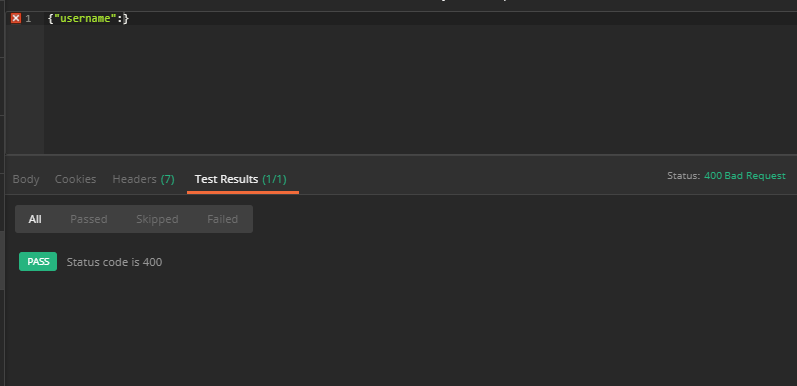 1 {"username":}
Body Cookies Headers (7) Test Results (1/1) Status: 400 Bad Request
All Passed Skipped Failed
PASS Status code is 400